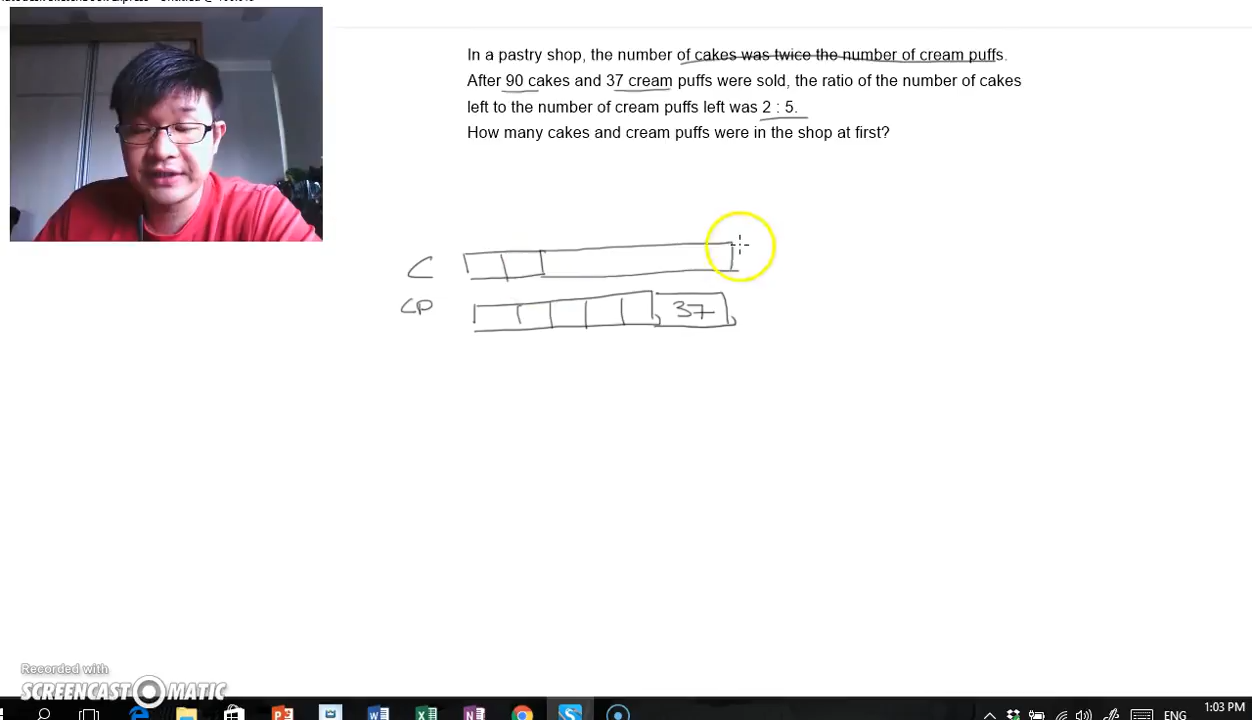 In a pastry shop, the number of cakes was twice the number of cream puffs.
After 90 cakes and 37 cream puffs were sold, the ratio of the number of cakes
left to the number of cream puffs left was 2 : 5.
How many cakes and cream puffs were in the shop at first?
C
CP
37
Recorded with
SCREENCAST MATIC
1:03 PM
ENG